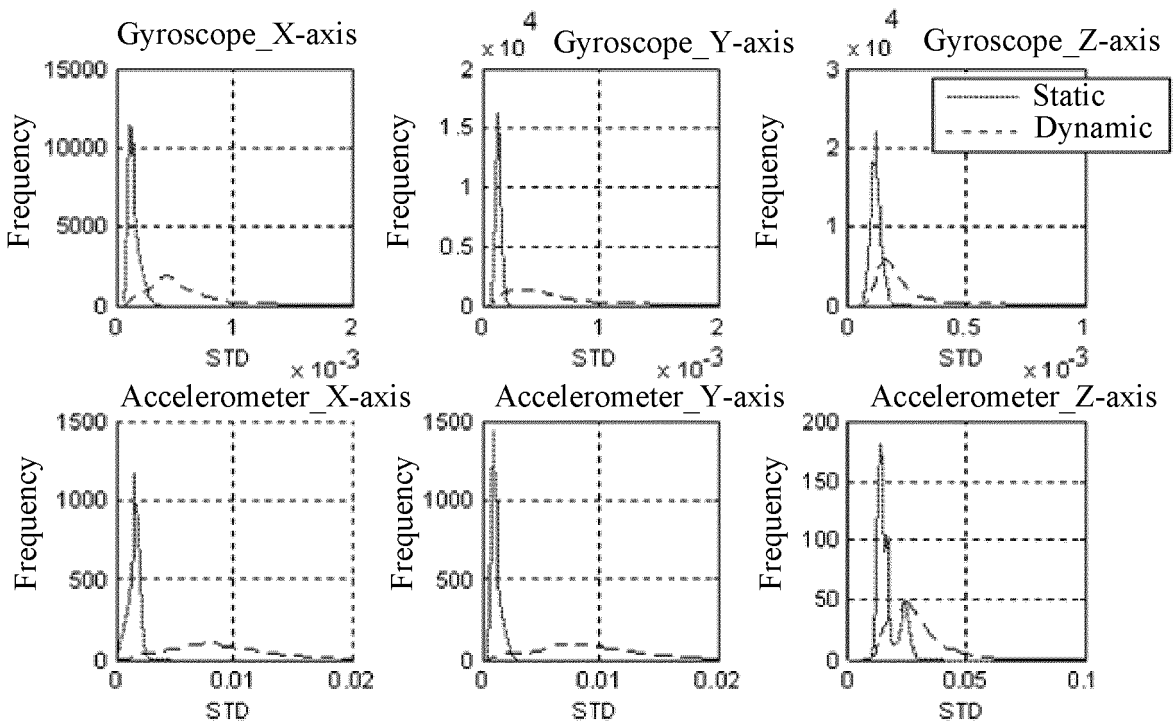 Gyroscope_X-axis
Frequency
15000
10000
5000
0
0
1
2
STD
× 10-3
4
× 10 4
Gyroscope_Y-axis
Frequency
2
1.5
1
0.5
0
0
1
2
STD
× 10-3
4
× 10 4
Gyroscope_Z-axis
Frequency
3
2
1
0
Static
Dynamic
0
0.5
1
STD
× 10-3
Accelerometer_X-axis
Frequency
1500
1000
500
0
0
0.01
0.02
STD
Accelerometer_Y-axis
Frequency
1500
1000
500
0
0
0.01
0.02
STD
Accelerometer_Z-axis
Frequency
200
150
100
50
0
0
0.05
0.1
STD